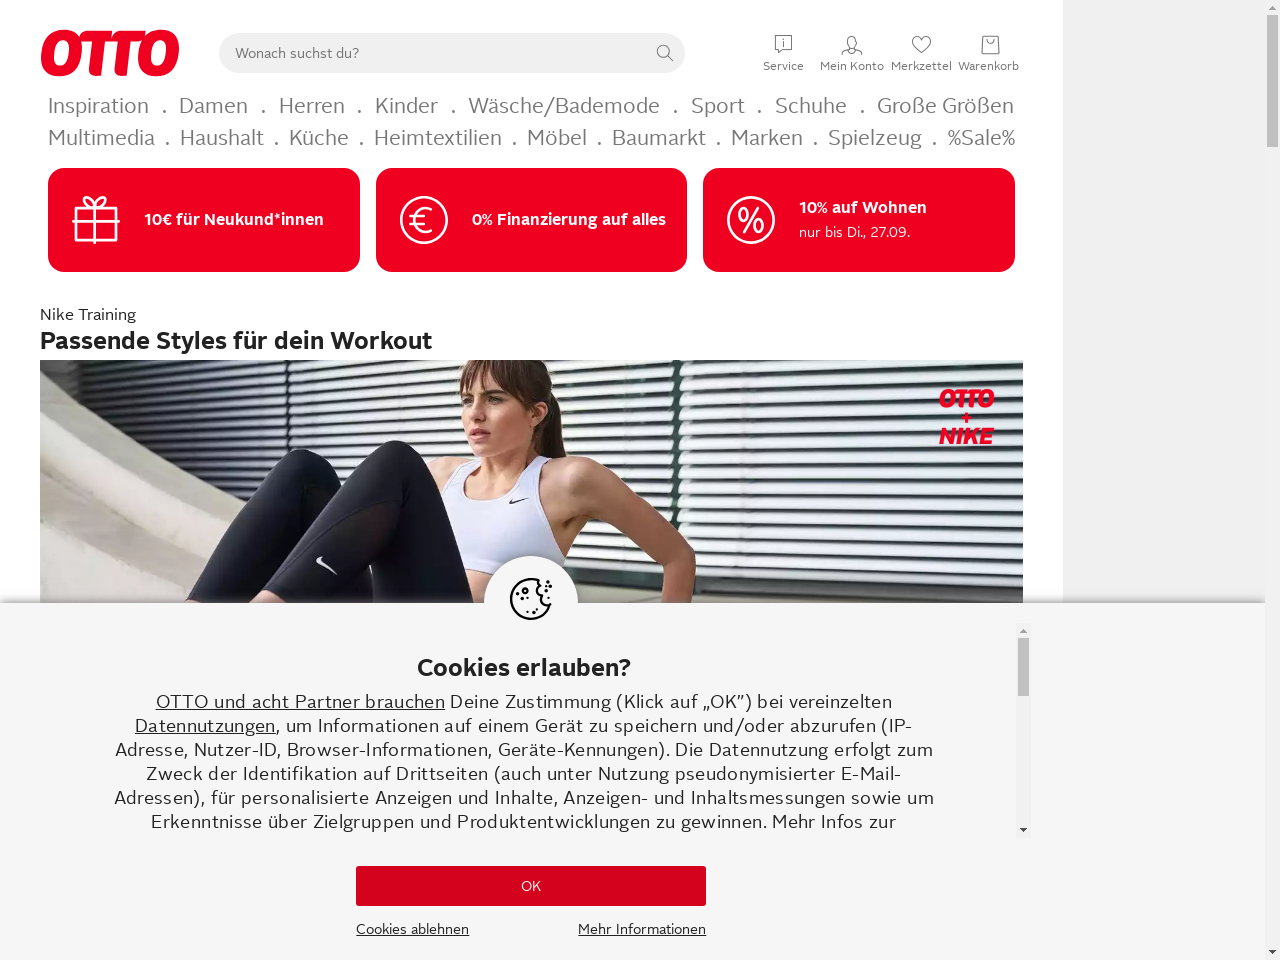 OTTO
Wonach suchst du?
Service
Mein Konto
Merkzettel
Warenkorb
Inspiration . Damen . Herren . Kinder . Wäsche/Bademode . Sport . Schuhe . Große Größen
Multimedia . Haushalt . Küche . Heimtextilien . Möbel . Baumarkt . Marken . Spielzeug . %Sale%
10€ für Neukund*innen
0% Finanzierung auf alles
10% auf Wohnen
nur bis Di., 27.09.
Nike Training
Passende Styles für dein Workout
OTTO
+
NIKE
Cookies erlauben?
OTTO und acht Partner brauchen Deine Zustimmung (Klick auf „OK”) bei vereinzelten
Datennutzungen, um Informationen auf einem Gerät zu speichern und/oder abzurufen (IP-
Adresse, Nutzer-ID, Browser-Informationen, Geräte-Kennungen). Die Datennutzung erfolgt zum
Zweck der Identifikation auf Drittseiten (auch unter Nutzung pseudonymisierter E-Mail-
Adressen), für personalisierte Anzeigen und Inhalte, Anzeigen- und Inhaltsmessungen sowie um
Erkenntnisse über Zielgruppen und Produktentwicklungen zu gewinnen. Mehr Infos zur
OK
Cookies ablehnen
Mehr Informationen